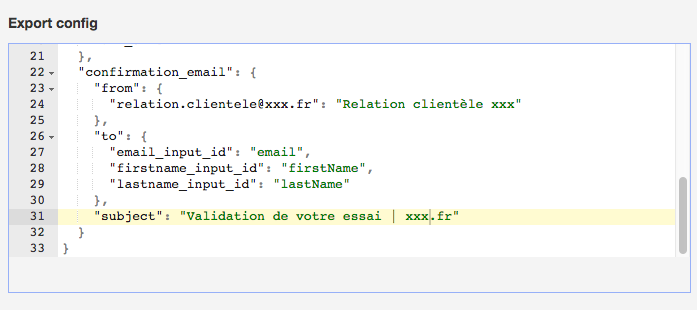 Export config
21 },
22 "confirmation_email": {
23 "from": {
24 "relation.clientele@xxx.fr": "Relation clientèle xxx"
25 },
26 "to": {
27 "email_input_id": "email",
28 "firstname_input_id": "firstName",
29 "lastname_input_id": "lastName"
30 },
31 "subject": "Validation de votre essai | xxx.fr"
32 }
33 }